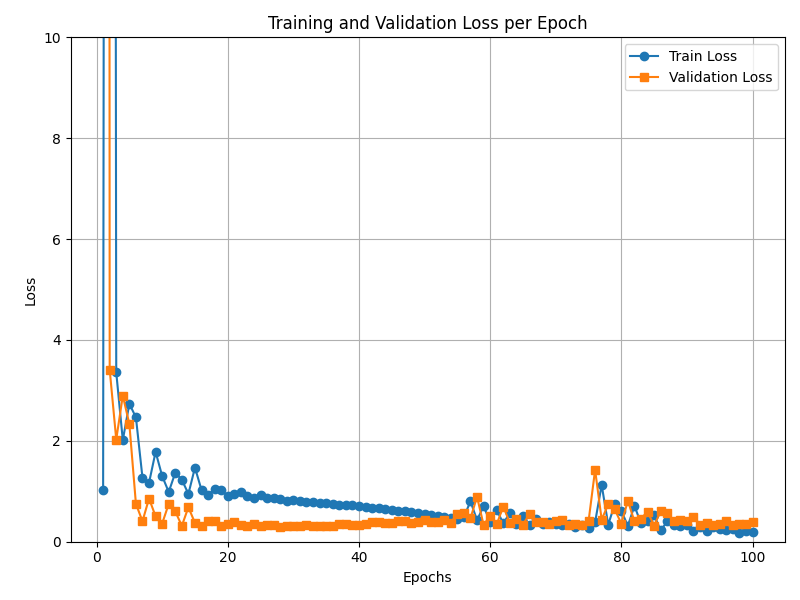 Training and Validation Loss per Epoch
Train Loss
Validation Loss
10
8
6
4
2
0
Loss
0 20 40 60 80 100
Epochs